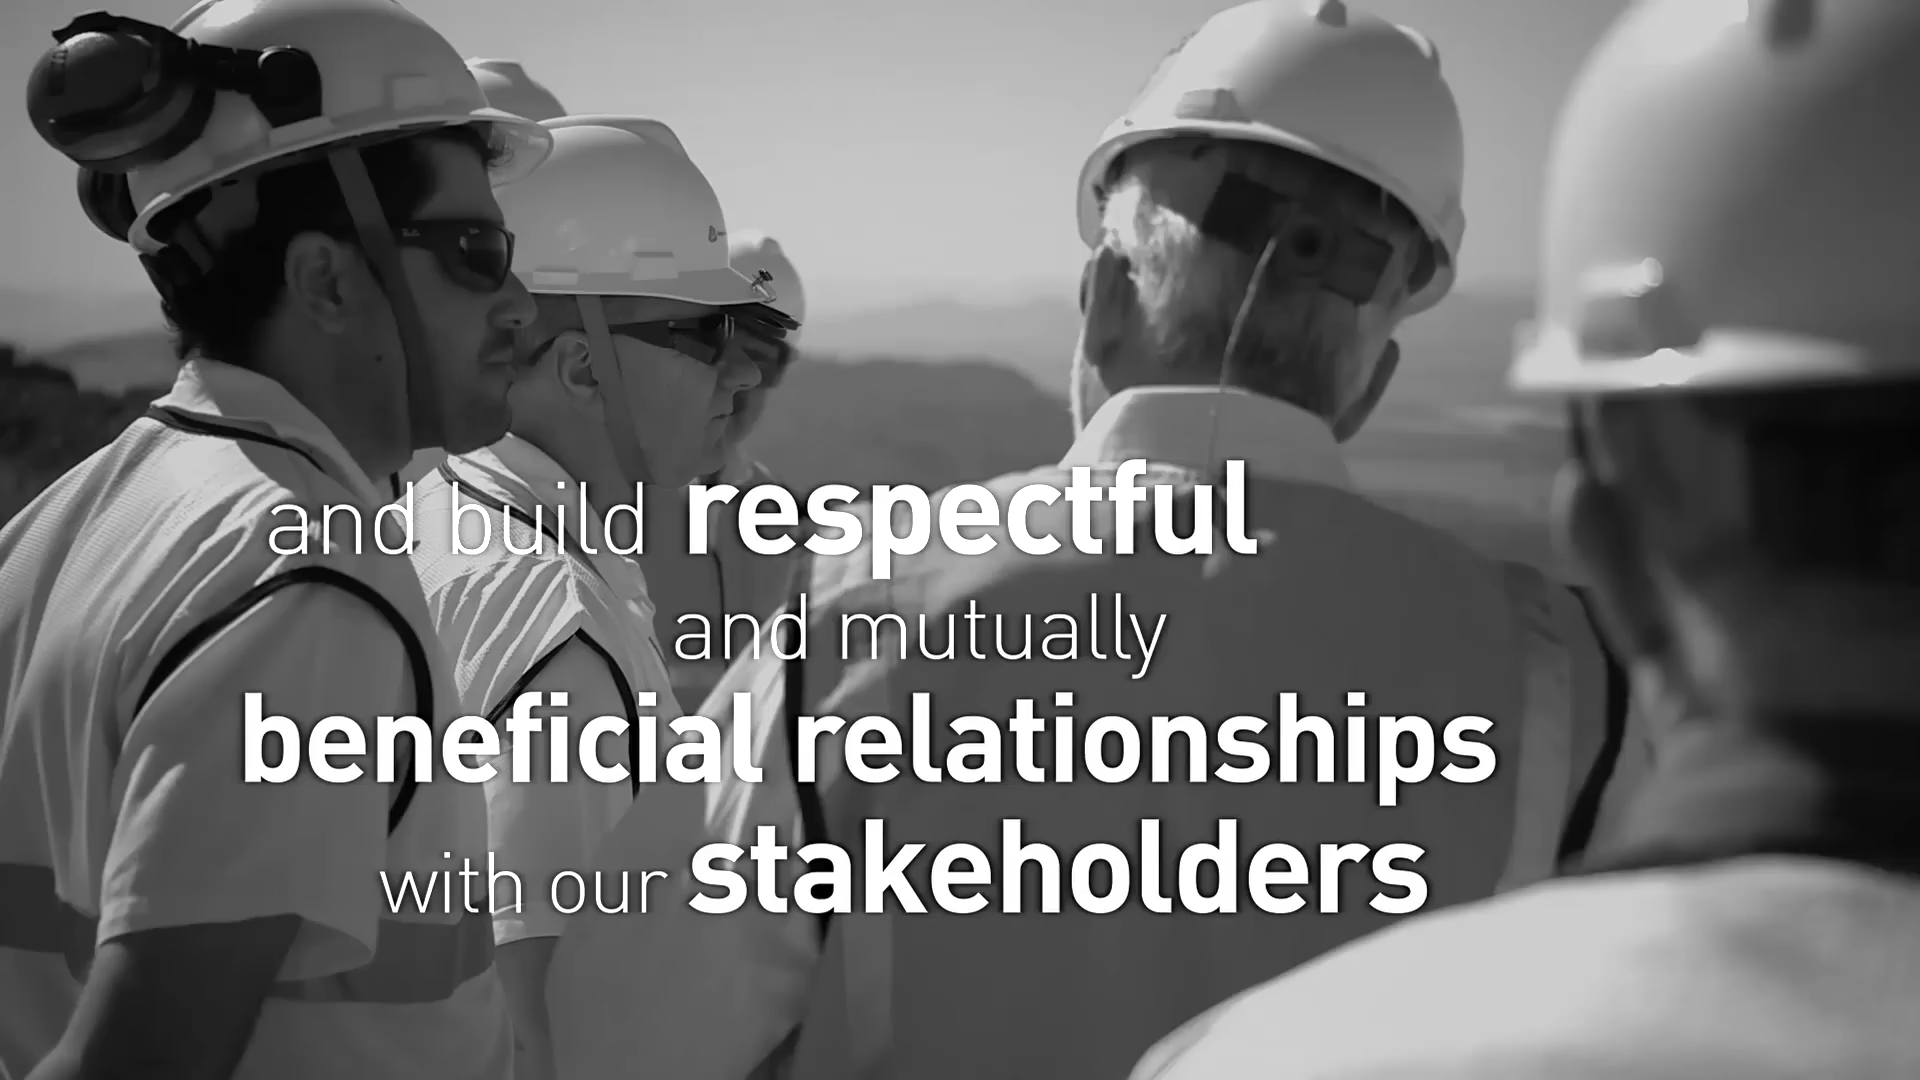 and build respectful
and mutually
beneficial relationships
with our stakeholders